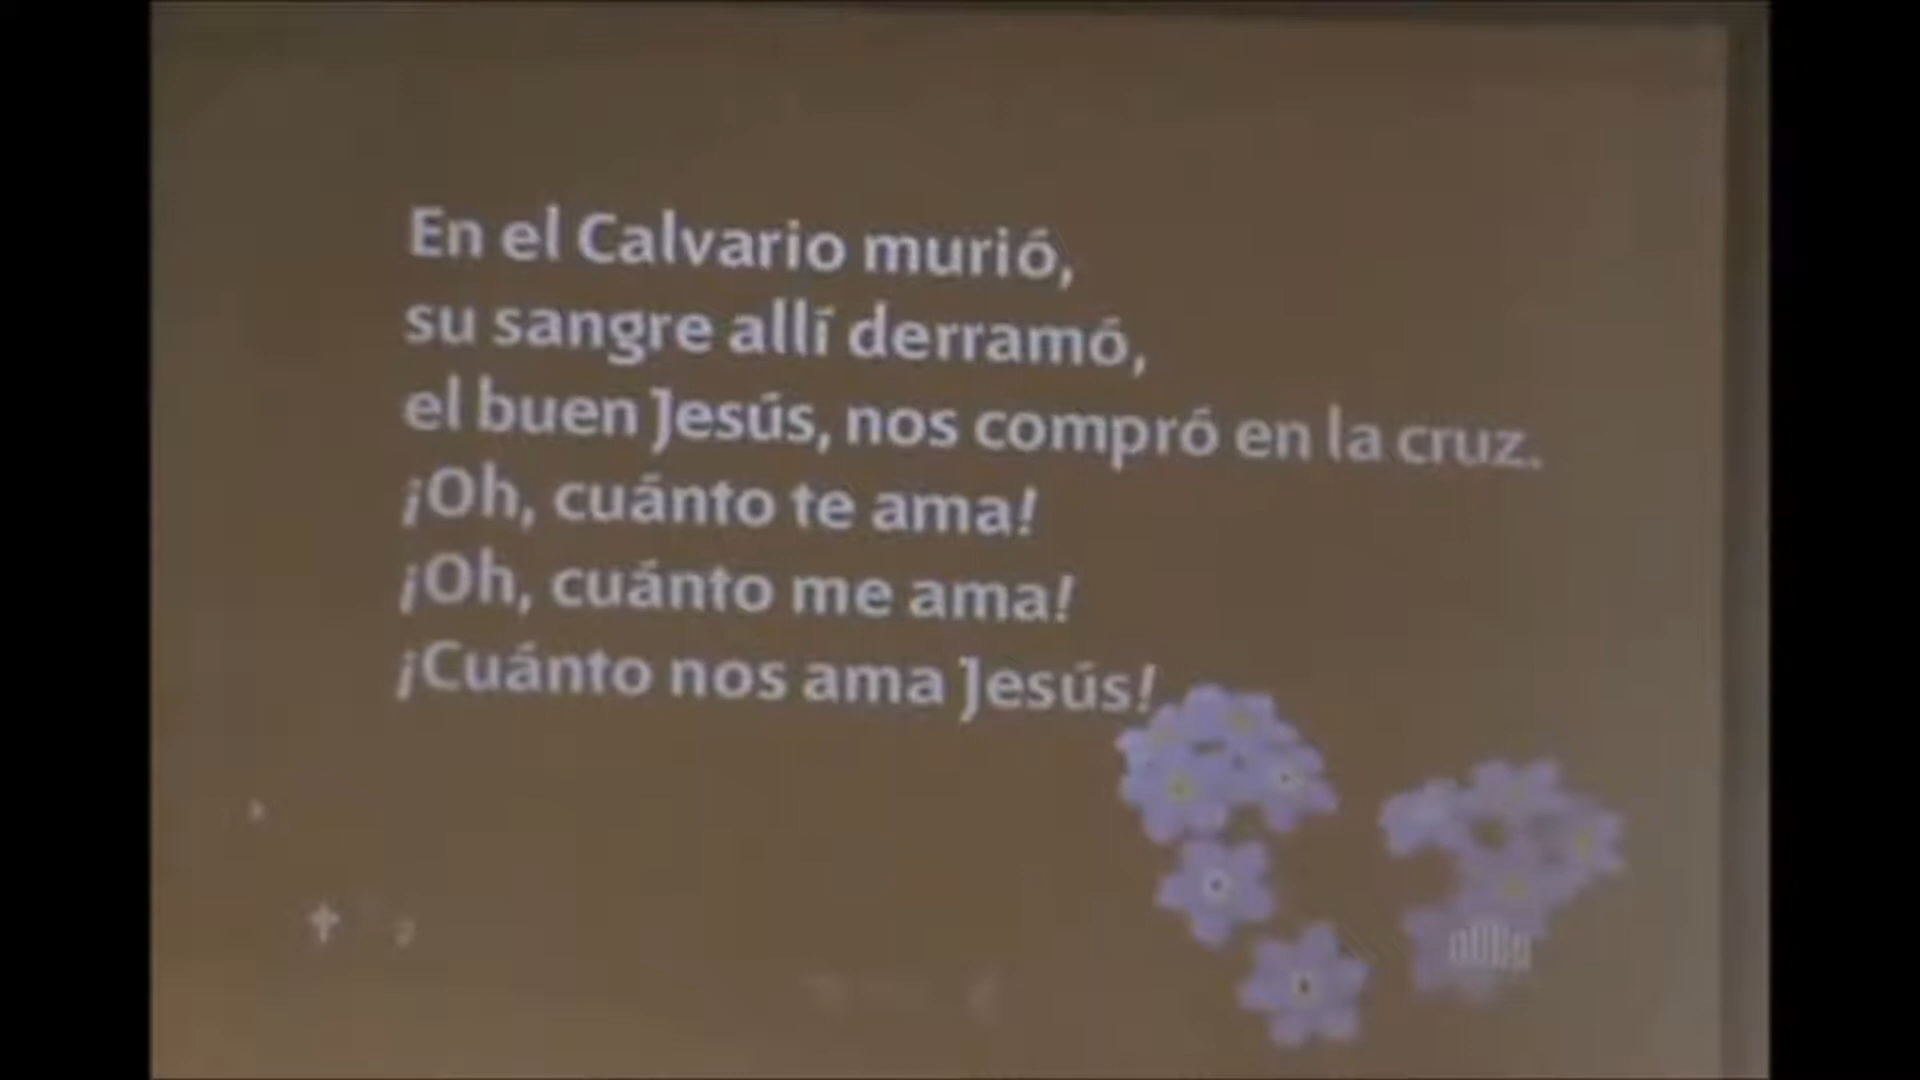 En el Calvario murió,
su sangre allí derramó,
el buen Jesús, nos compró en la cruz.
¡Oh, cuánto te ama!
¡Oh, cuánto me ama!
¡Cuánto nos ama Jesús!